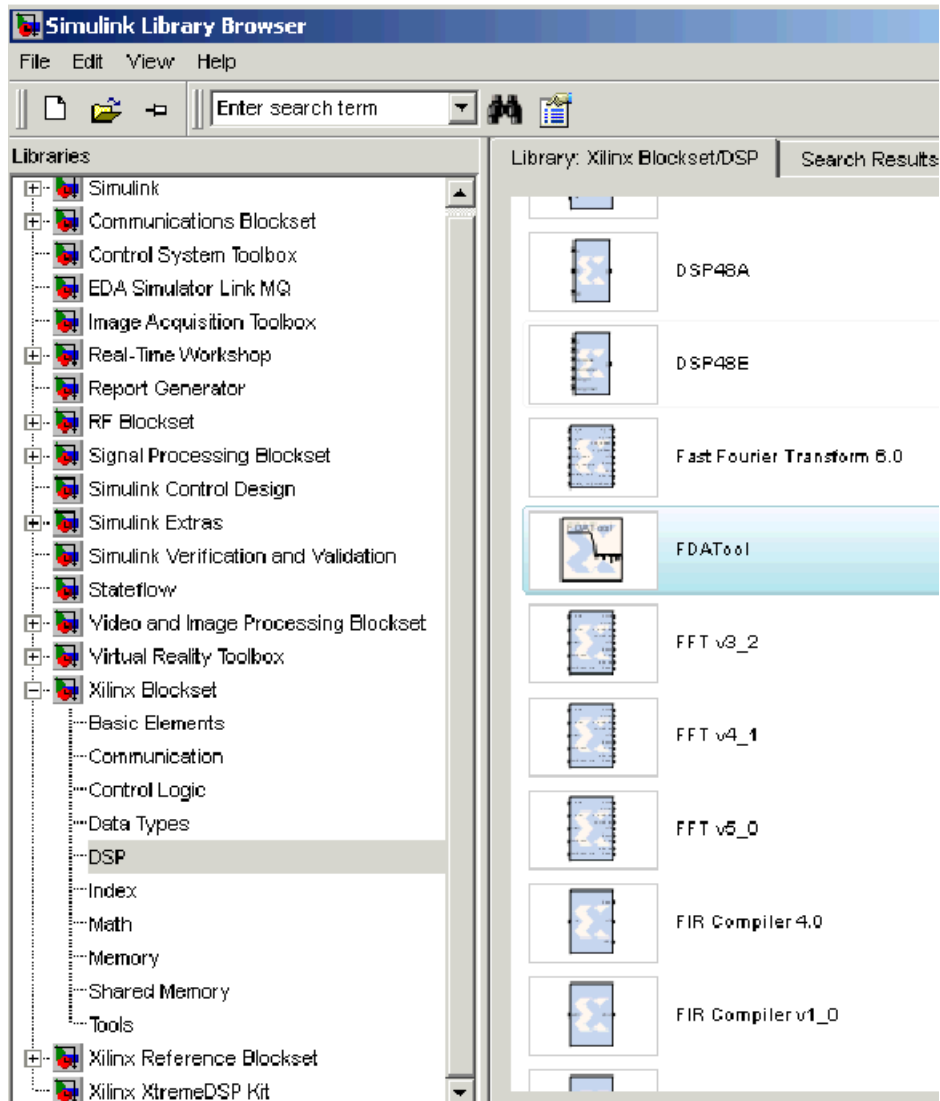 Simulink Library Browser
File Edit View Help
Enter search term
Libraries
Simulink
Communications Blockset
Control System Toolbox
EDA Simulator Link MQ
Image Acquisition Toolbox
Real-Time Workshop
Report Generator
RF Blockset
Signal Processing Blockset
Simulink Control Design
Simulink Extras
Simulink Verification and Validation
Stateflow
Video and Image Processing Blockset
Virtual Reality Toolbox
Xilinx Blockset
Basic Elements
Communication
Control Logic
Data Types
DSP
Index
Math
Memory
Shared Memory
Tools
Xilinx Reference Blockset
Xilinx XtremeDSP Kit
Library: Xilinx Blockset/DSP Search Results
DSP48A
DSP48E
Fast Fourier Transform 6.0
FDATool
FDATool
FFT v3_2
FFT v4_1
FFT v5_0
FIR Compiler 4.0
FIR Compiler v1_0